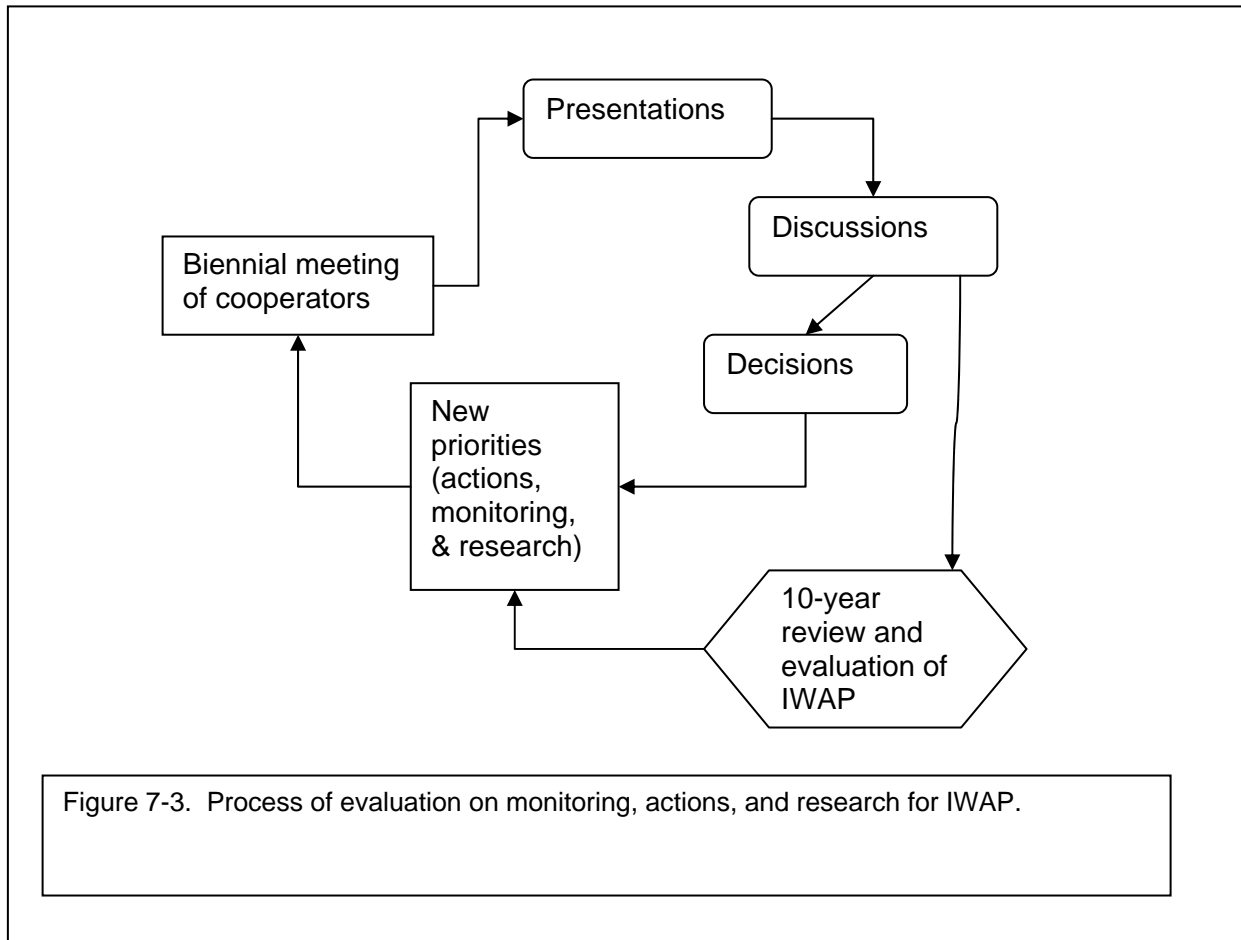 Presentations
Discussions
Biennial meeting
of cooperators
Decisions
New
priorities
(actions,
monitoring,
& research)
10-year
review and
evaluation of
IWAP
Figure 7-3.  Process of evaluation on monitoring, actions, and research for IWAP.